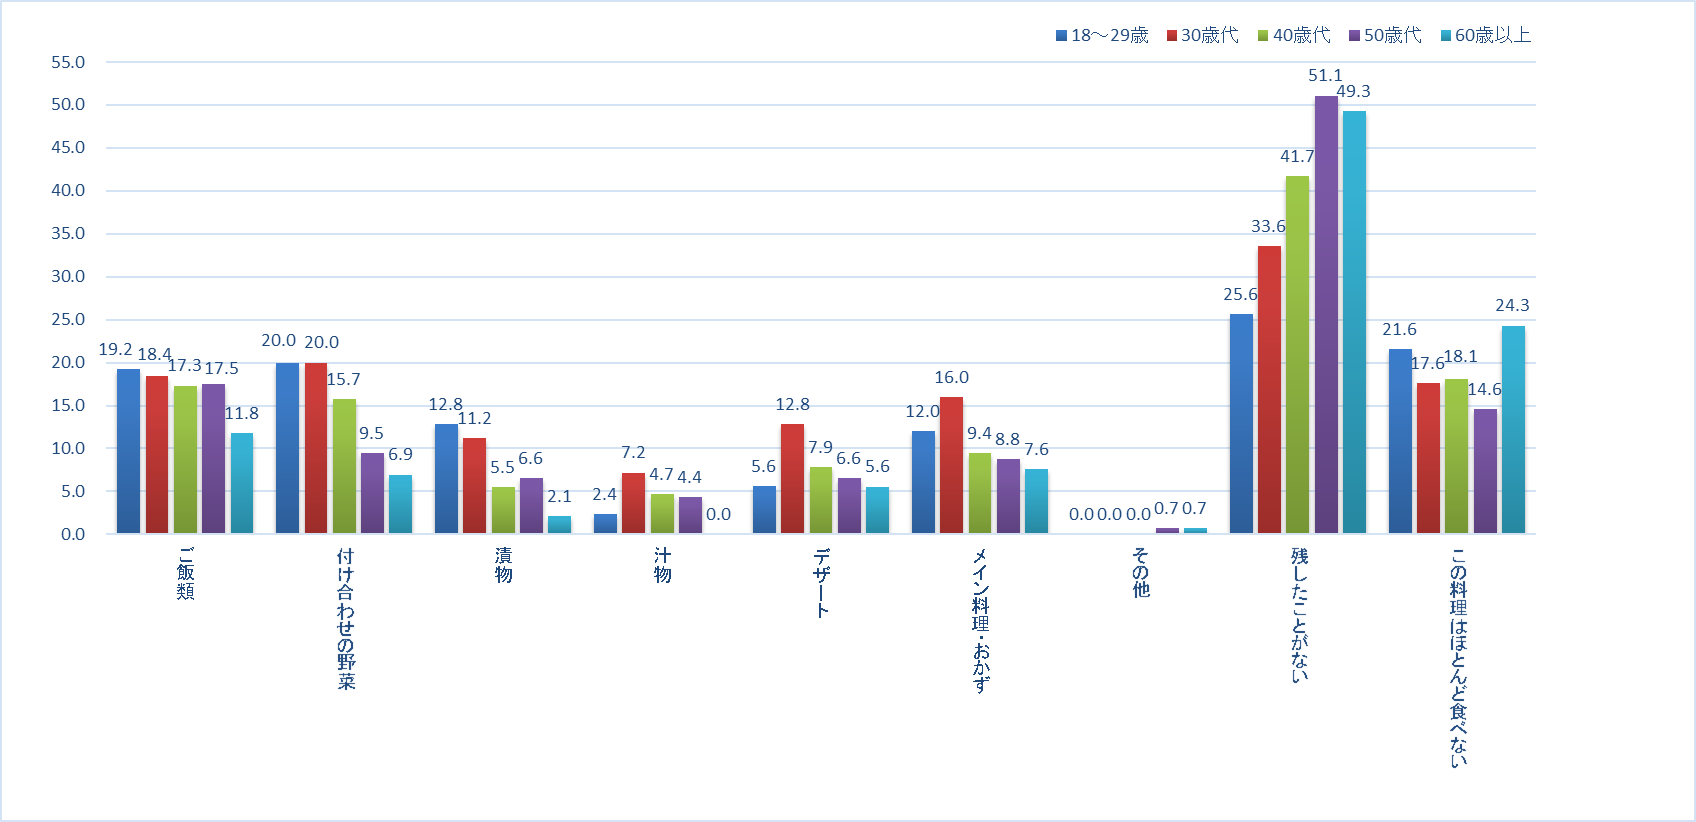 18～29歳 30歳代 40歳代 50歳代 60歳以上
55.0
50.0
45.0
40.0
35.0
30.0
25.0
20.0
15.0
10.0
5.0
0.0
19.2 18.4 17.3 17.5 11.8
20.0 20.0 15.7 9.5 6.9
12.8 11.2 5.5 6.6 2.1
2.4 7.2 4.7 4.4 0.0
5.6 12.8 7.9 6.6 5.6
12.0 16.0 9.4 8.8 7.6
0.0 0.0 0.0 0.7 0.7
25.6 33.6 41.7 51.1 49.3
21.6 17.6 18.1 14.6 24.3
ご飯類
付け合わせの野菜
漬物
汁物
デザート
メイン料理・おかず
その他
残したことがない
この料理はほとんど食べない